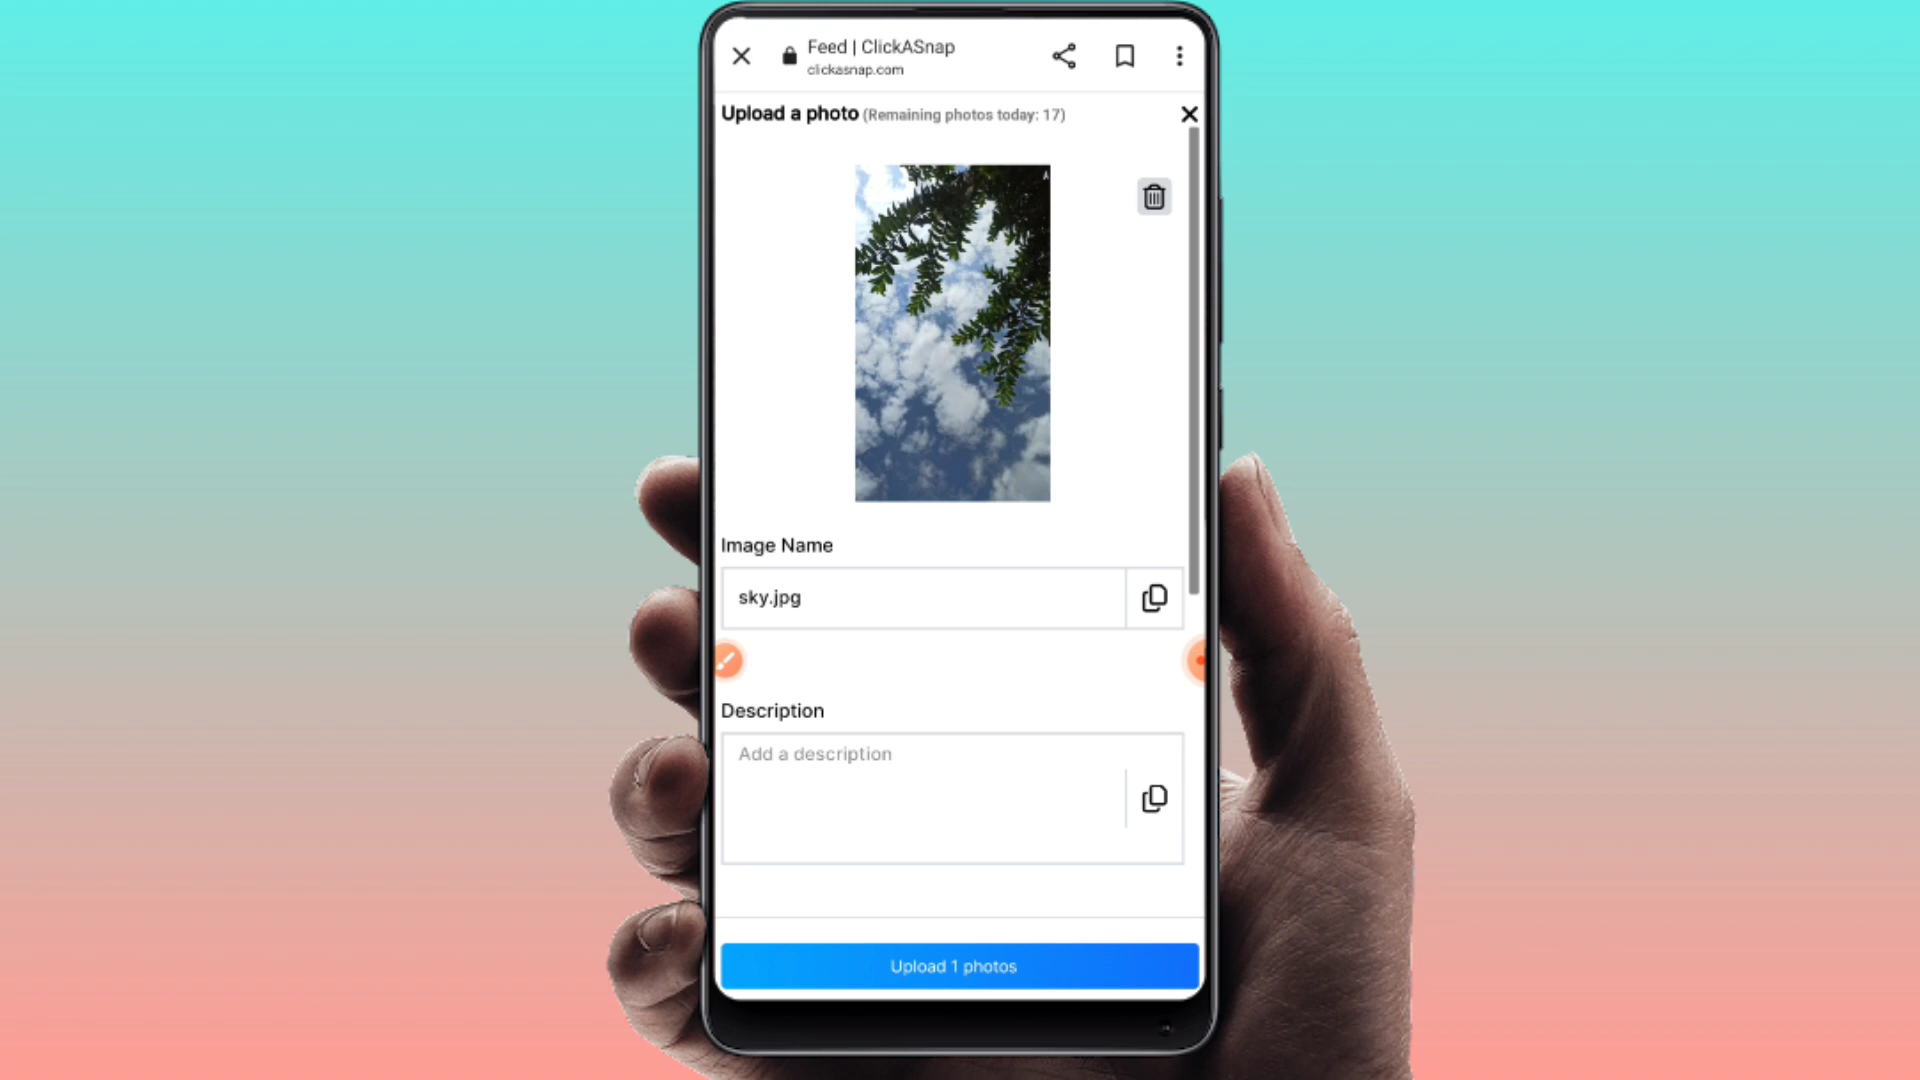 Feed | ClickASnap
clickasnap.com
Upload a photo (Remaining photos today: 17)
A
Image Name
sky.jpg
Description
Add a description
Upload 1 photos